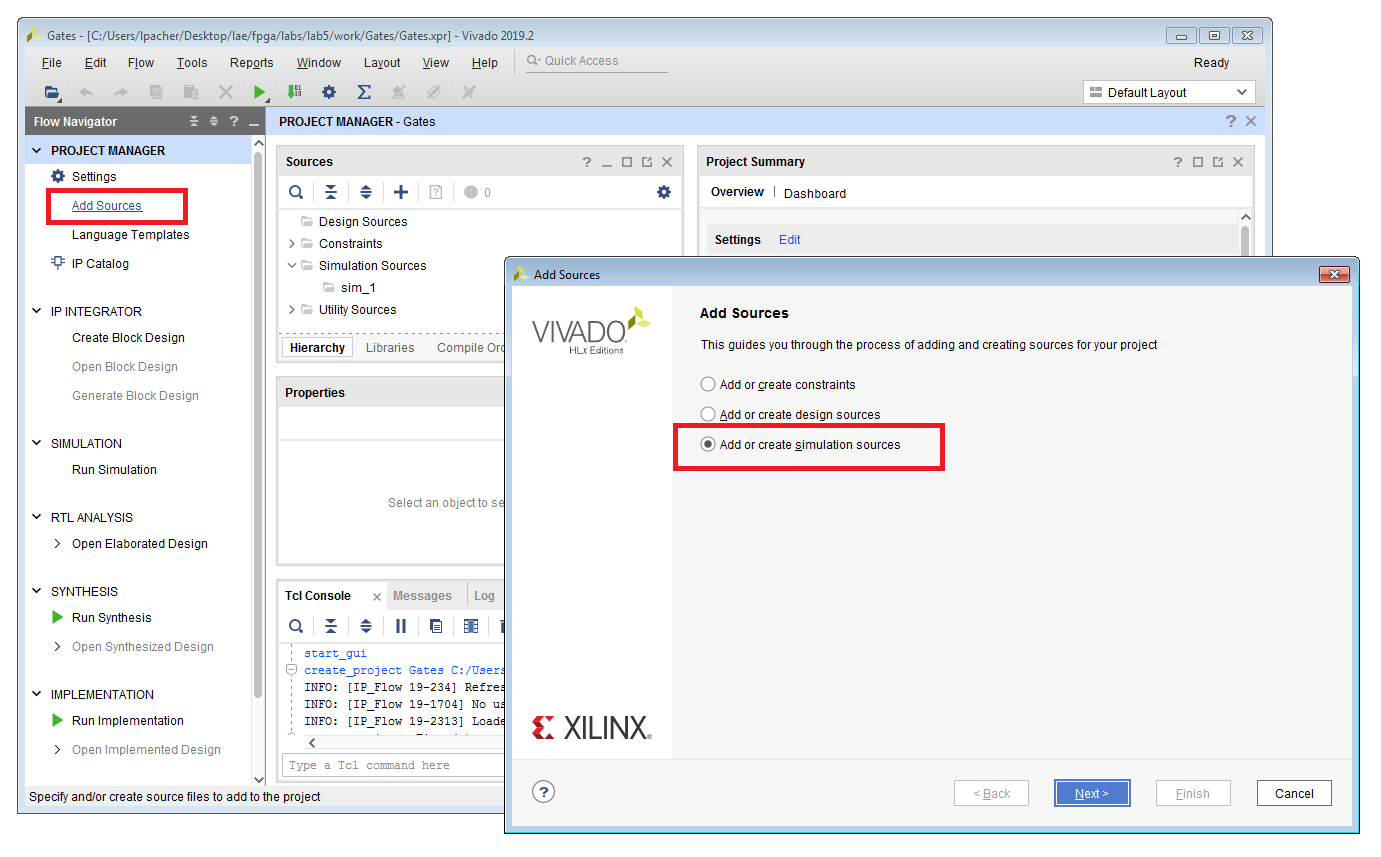 Gates - [C:/Users/lpacher/Desktop/lae/fpga/labs/lab5/work/Gates/Gates.xpr] - Vivado 2019.2
File Edit Flow Tools Reports Window Layout View Help Quick Access Ready
Default Layout
Flow Navigator
PROJECT MANAGER
Settings
Add Sources
Language Templates
IP Catalog
IP INTEGRATOR
Create Block Design
Open Block Design
Generate Block Design
SIMULATION
Run Simulation
RTL ANALYSIS
Open Elaborated Design
SYNTHESIS
Run Synthesis
Open Synthesized Design
IMPLEMENTATION
Run Implementation
Open Implemented Design
Specify and/or create source files to add to the project
PROJECT MANAGER - Gates
Sources
0
Design Sources
Constraints
Simulation Sources
sim_1
Utility Sources
Hierarchy Libraries Compile Ord
Properties
Select an object to se
Tcl Console Messages Log
start_gui
create_project Gates C:/Users
INFO: [IP_Flow 19-234] Refres
INFO: [IP_Flow 19-1704] No us
INFO: [IP_Flow 19-2313] Loade
Type a Tcl command here
Project Summary
Overview Dashboard
Settings Edit
Add Sources
VIVADO
HLx Editions
Add Sources
This guides you through the process of adding and creating sources for your project
Add or create constraints
Add or create design sources
Add or create simulation sources
XILINX
? < Back Next > Finish Cancel